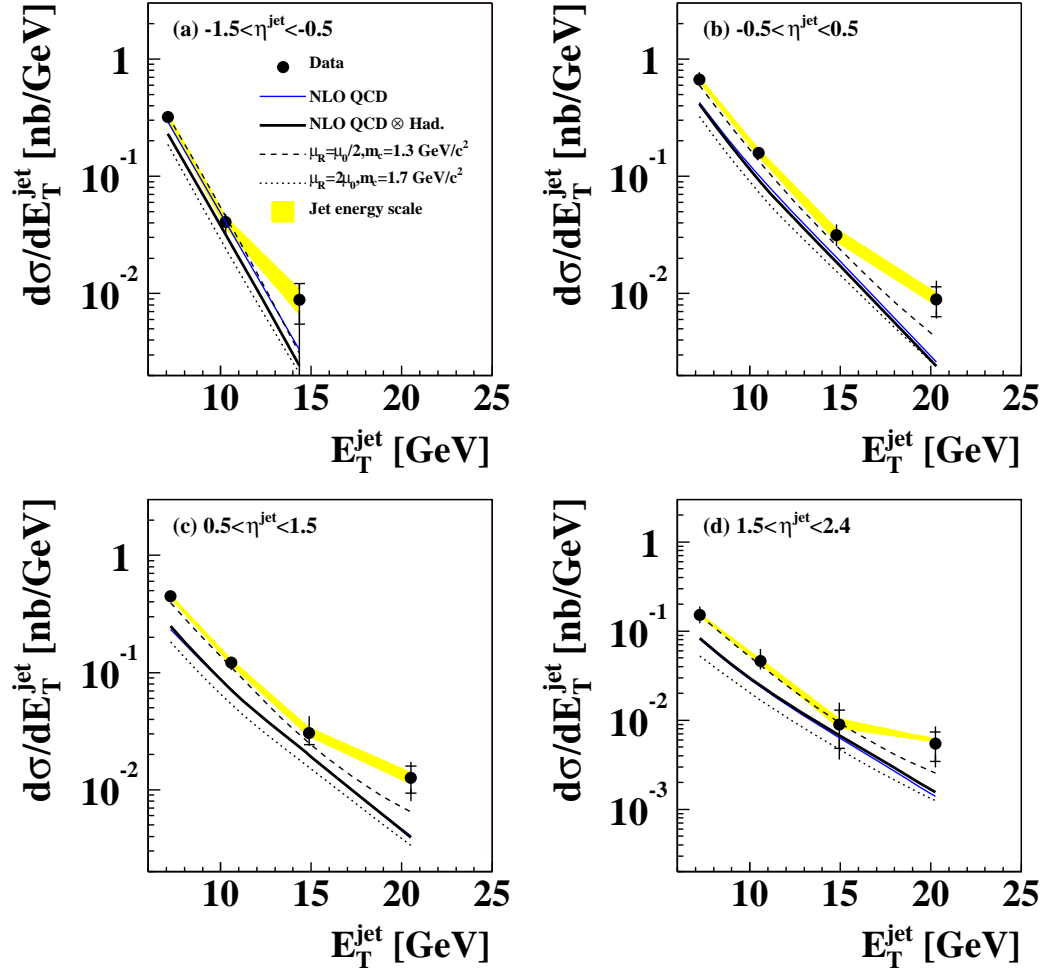 (a) -1.5<η^jet<-0.5
Data
NLO QCD
NLO QCD ⊗ Had.
μ_R=μ_0/2,m_c=1.3 GeV/c^2
μ_R=2μ_0,m_c=1.7 GeV/c^2
Jet energy scale
dσ/dE_T^jet [nb/GeV]
1
10^-1
10^-2
10 15 20 25
E_T^jet [GeV]
(b) -0.5<η^jet<0.5
dσ/dE_T^jet [nb/GeV]
1
10^-1
10^-2
10 15 20 25
E_T^jet [GeV]
(c) 0.5<η^jet<1.5
dσ/dE_T^jet [nb/GeV]
1
10^-1
10^-2
10 15 20 25
E_T^jet [GeV]
(d) 1.5<η^jet<2.4
dσ/dE_T^jet [nb/GeV]
1
10^-1
10^-2
10^-3
10 15 20 25
E_T^jet [GeV]